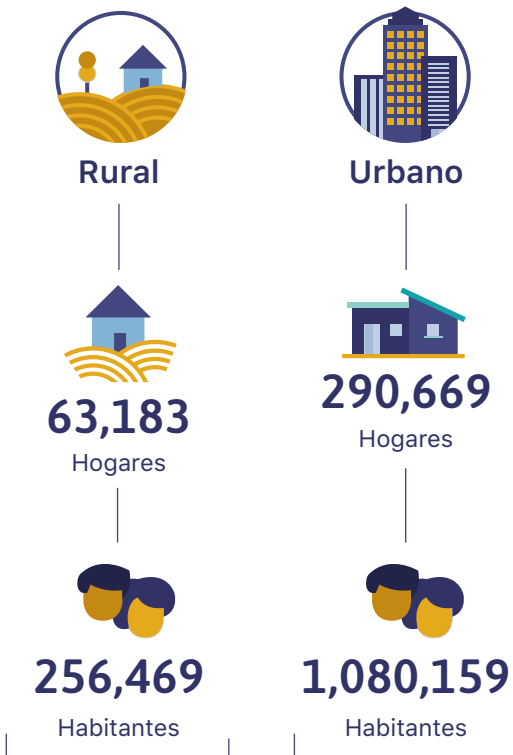 Rural
63,183
Hogares
256,469
Habitantes
Urbano
290,669
Hogares
1,080,159
Habitantes